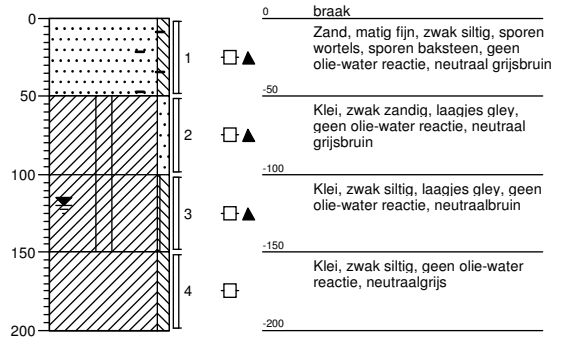 0
50
100
150
200
1
2
3
4
0
braak
Zand, matig fijn, zwak siltig, sporen
wortels, sporen baksteen, geen
olie-water reactie, neutraal grijsbruin
-50
Klei, zwak zandig, laagjes gley,
geen olie-water reactie, neutraal
grijsbruin
-100
Klei, zwak siltig, laagjes gley, geen
olie-water reactie, neutraalbruin
-150
Klei, zwak siltig, geen olie-water
reactie, neutraalgrijs
-200